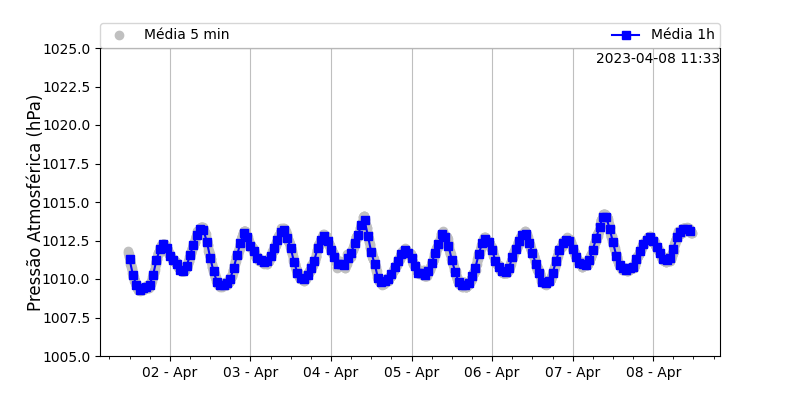 Média 5 min
Média 1h
2023-04-08 11:33
Pressão Atmosférica (hPa)
1025.0
1022.5
1020.0
1017.5
1015.0
1012.5
1010.0
1007.5
1005.0
02 - Apr
03 - Apr
04 - Apr
05 - Apr
06 - Apr
07 - Apr
08 - Apr